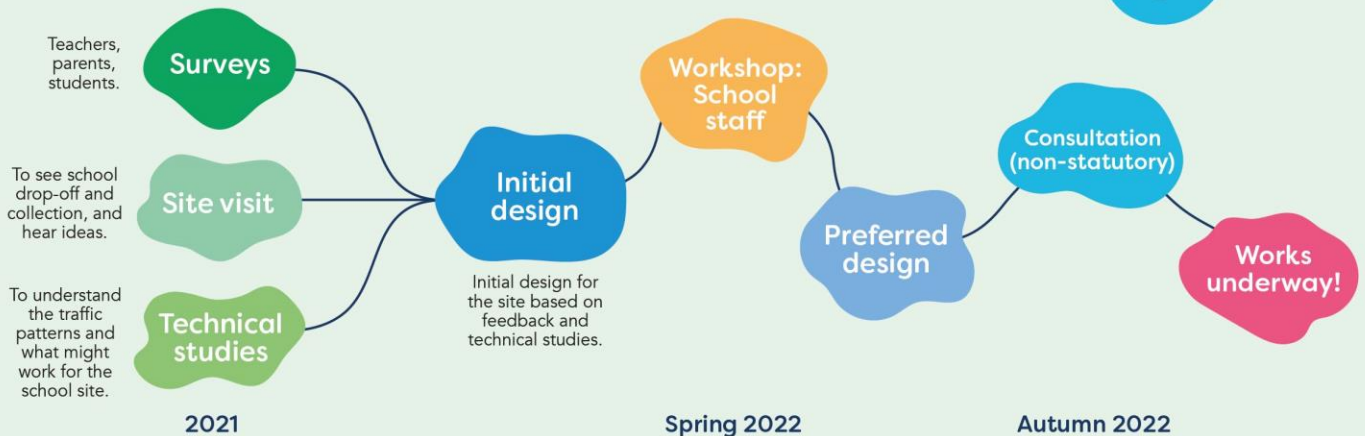 Teachers,
parents,
students.
Surveys
To see school
drop-off and
collection, and
hear ideas.
Site visit
To understand
the traffic
patterns and
what might
work for the
school site.
Technical
studies
2021
Initial
design
Initial design for
the site based on
feedback and
technical studies.
Workshop:
School
staff
Spring 2022
Preferred
design
Consultation
(non-statutory)
Autumn 2022
Works
underway!